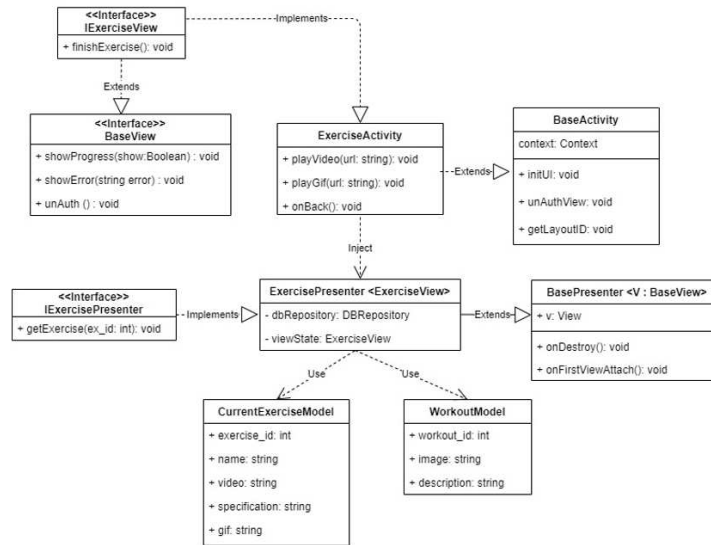 <<Interface>>
IExerciseView
+ finishExercise(): void
Implements
Extends
<<Interface>>
BaseView
+ showProgress(show:Boolean) : void
+ showError(string error) : void
+ unAuth () : void
ExerciseActivity
+ playVideo(url: string): void
+ playGif(url: string): void
+ onBack(): void
Extends
BaseActivity
context: Context
+ initUI: void
+ unAuthView: void
+ getLayoutID: void
Inject
<<Interface>>
IExercisePresenter
+ getExercise(ex_id: int): void
Implements
ExercisePresenter <ExerciseView>
- dbRepository: DBRepository
- viewState: ExerciseView
Extends
BasePresenter <V : BaseView>
+ v: View
+ onDestroy(): void
+ onFirstViewAttach(): void
Use
Use
CurrentExerciseModel
+ exercise_id: int
+ name: string
+ video: string
+ specification: string
+ gif: string
WorkoutModel
+ workout_id: int
+ image: string
+ description: string